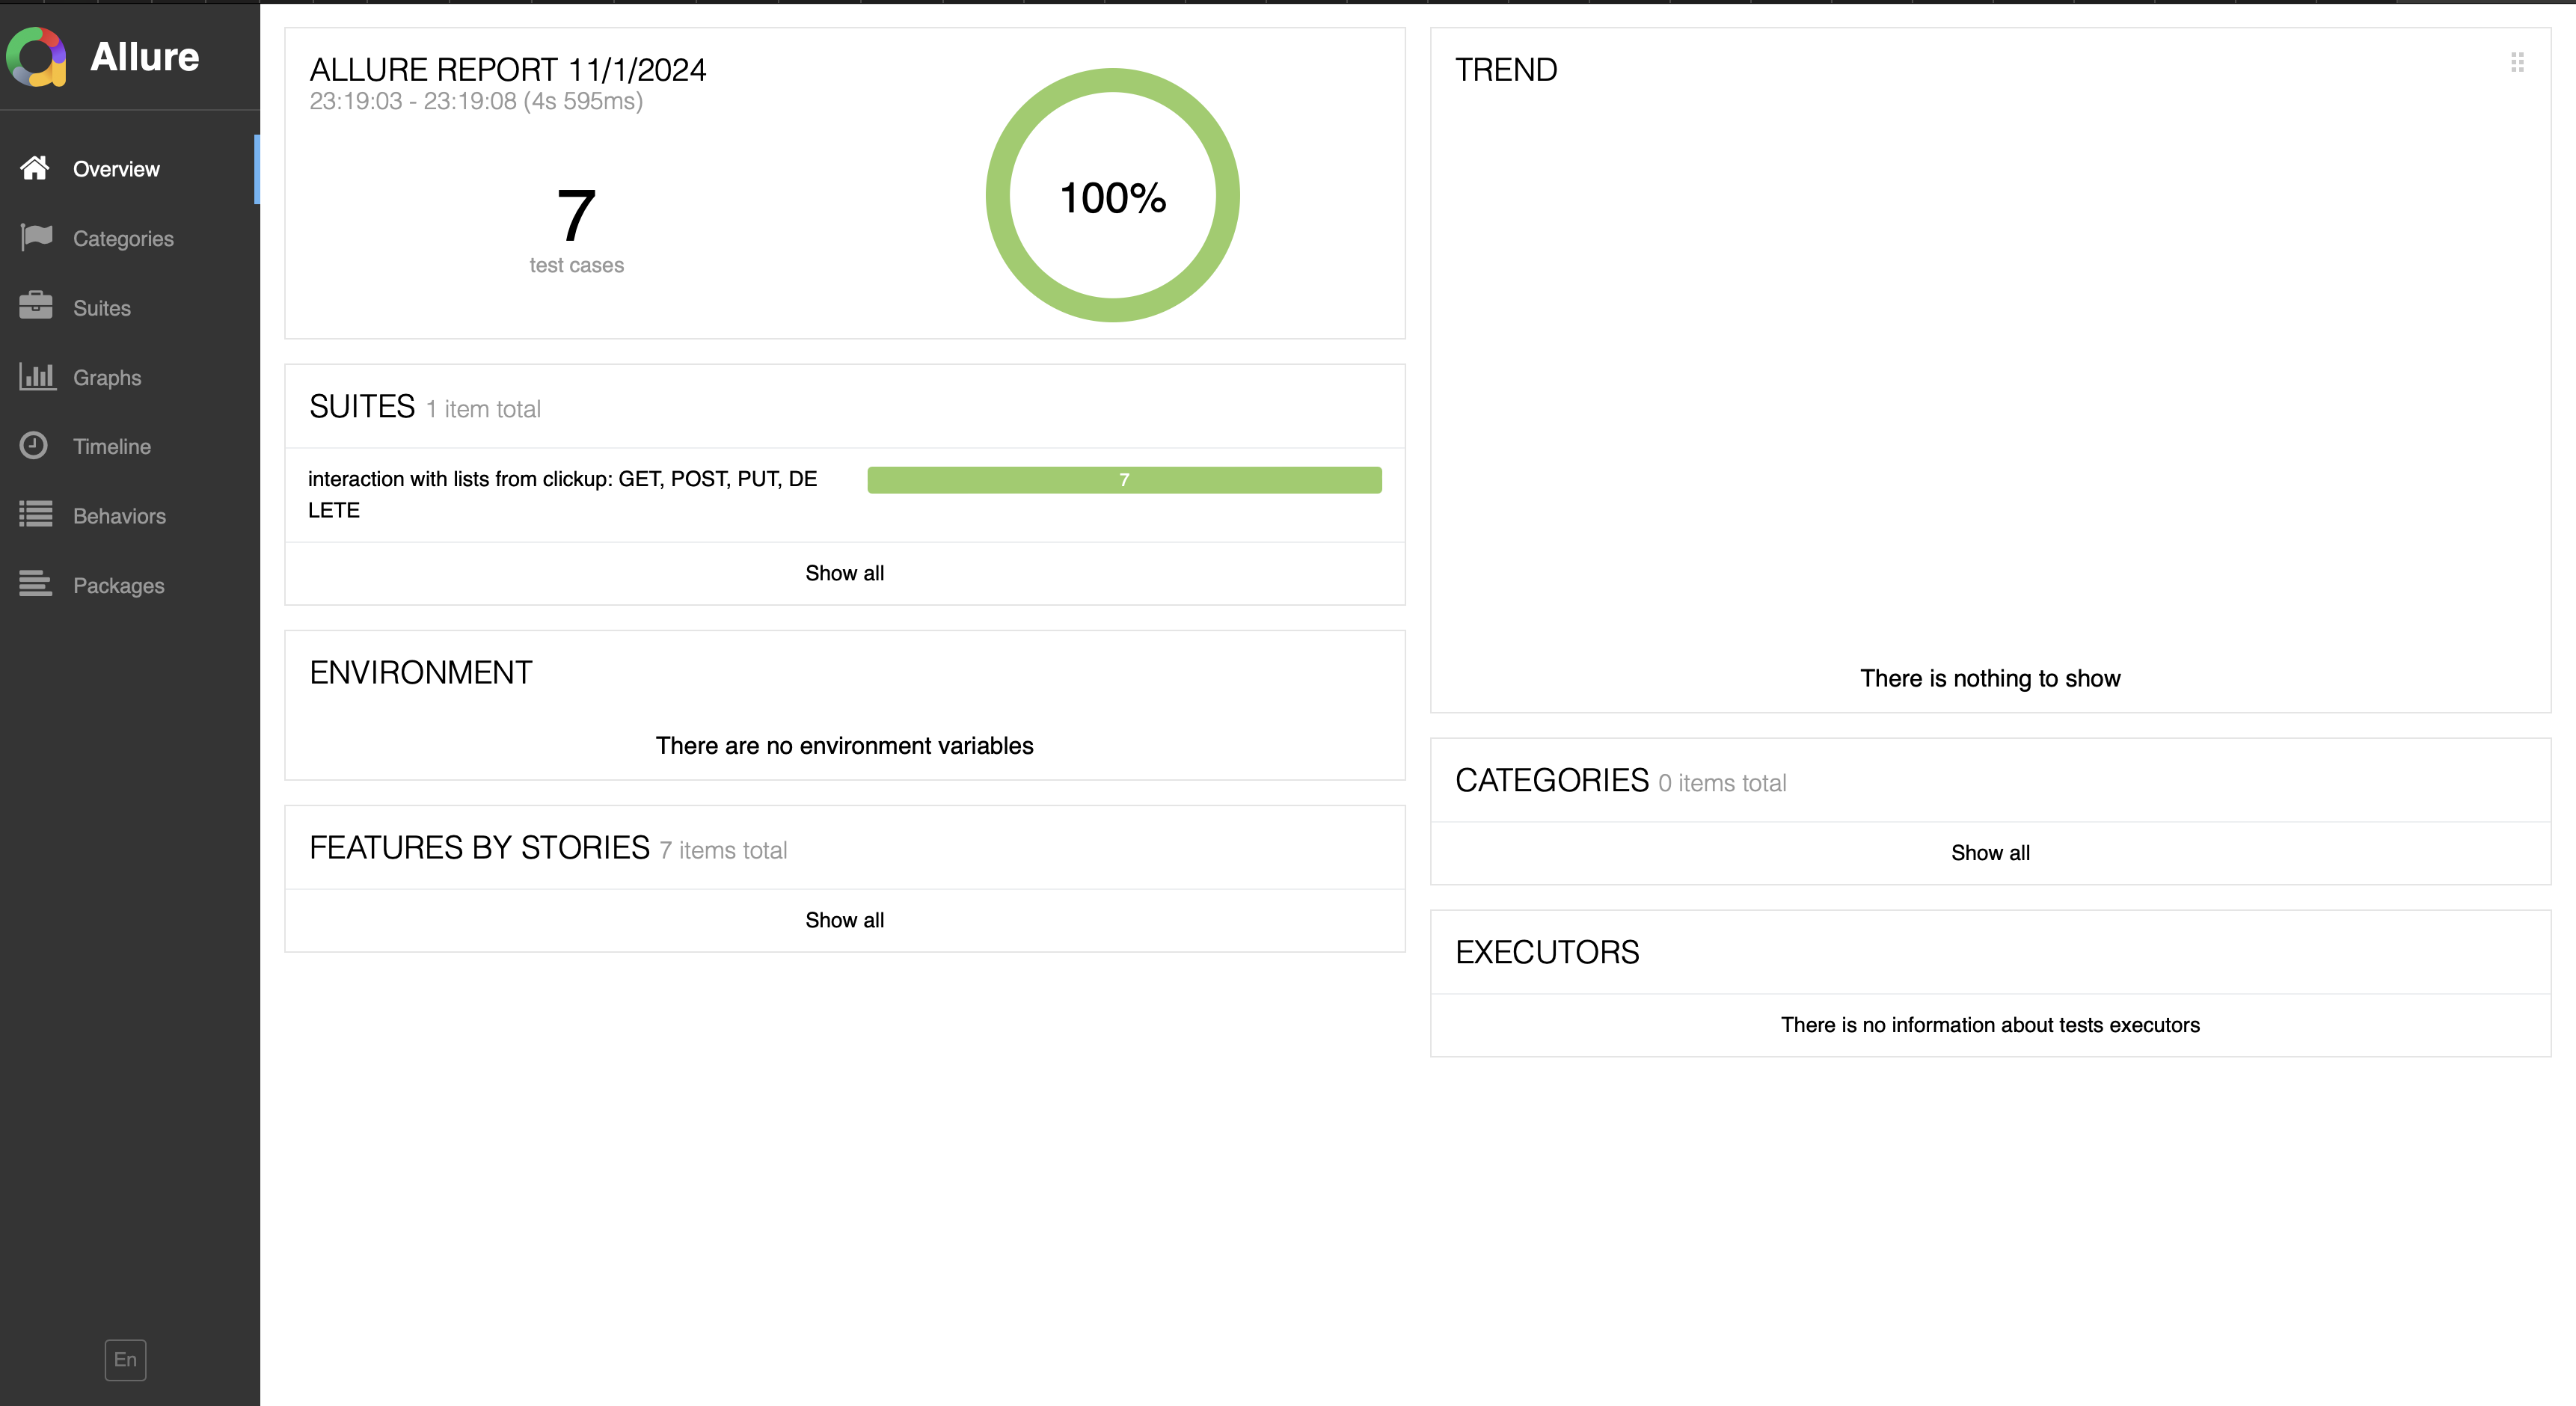 Allure
Overview
Categories
Suites
Graphs
Timeline
Behaviors
Packages
En
ALLURE REPORT 11/1/2024
23:19:03 - 23:19:08 (4s 595ms)
7
test cases
100%
SUITES 1 item total
interaction with lists from clickup: GET, POST, PUT, DE
LETE
7
Show all
ENVIRONMENT
There are no environment variables
FEATURES BY STORIES 7 items total
Show all
TREND
There is nothing to show
CATEGORIES 0 items total
Show all
EXECUTORS
There is no information about tests executors